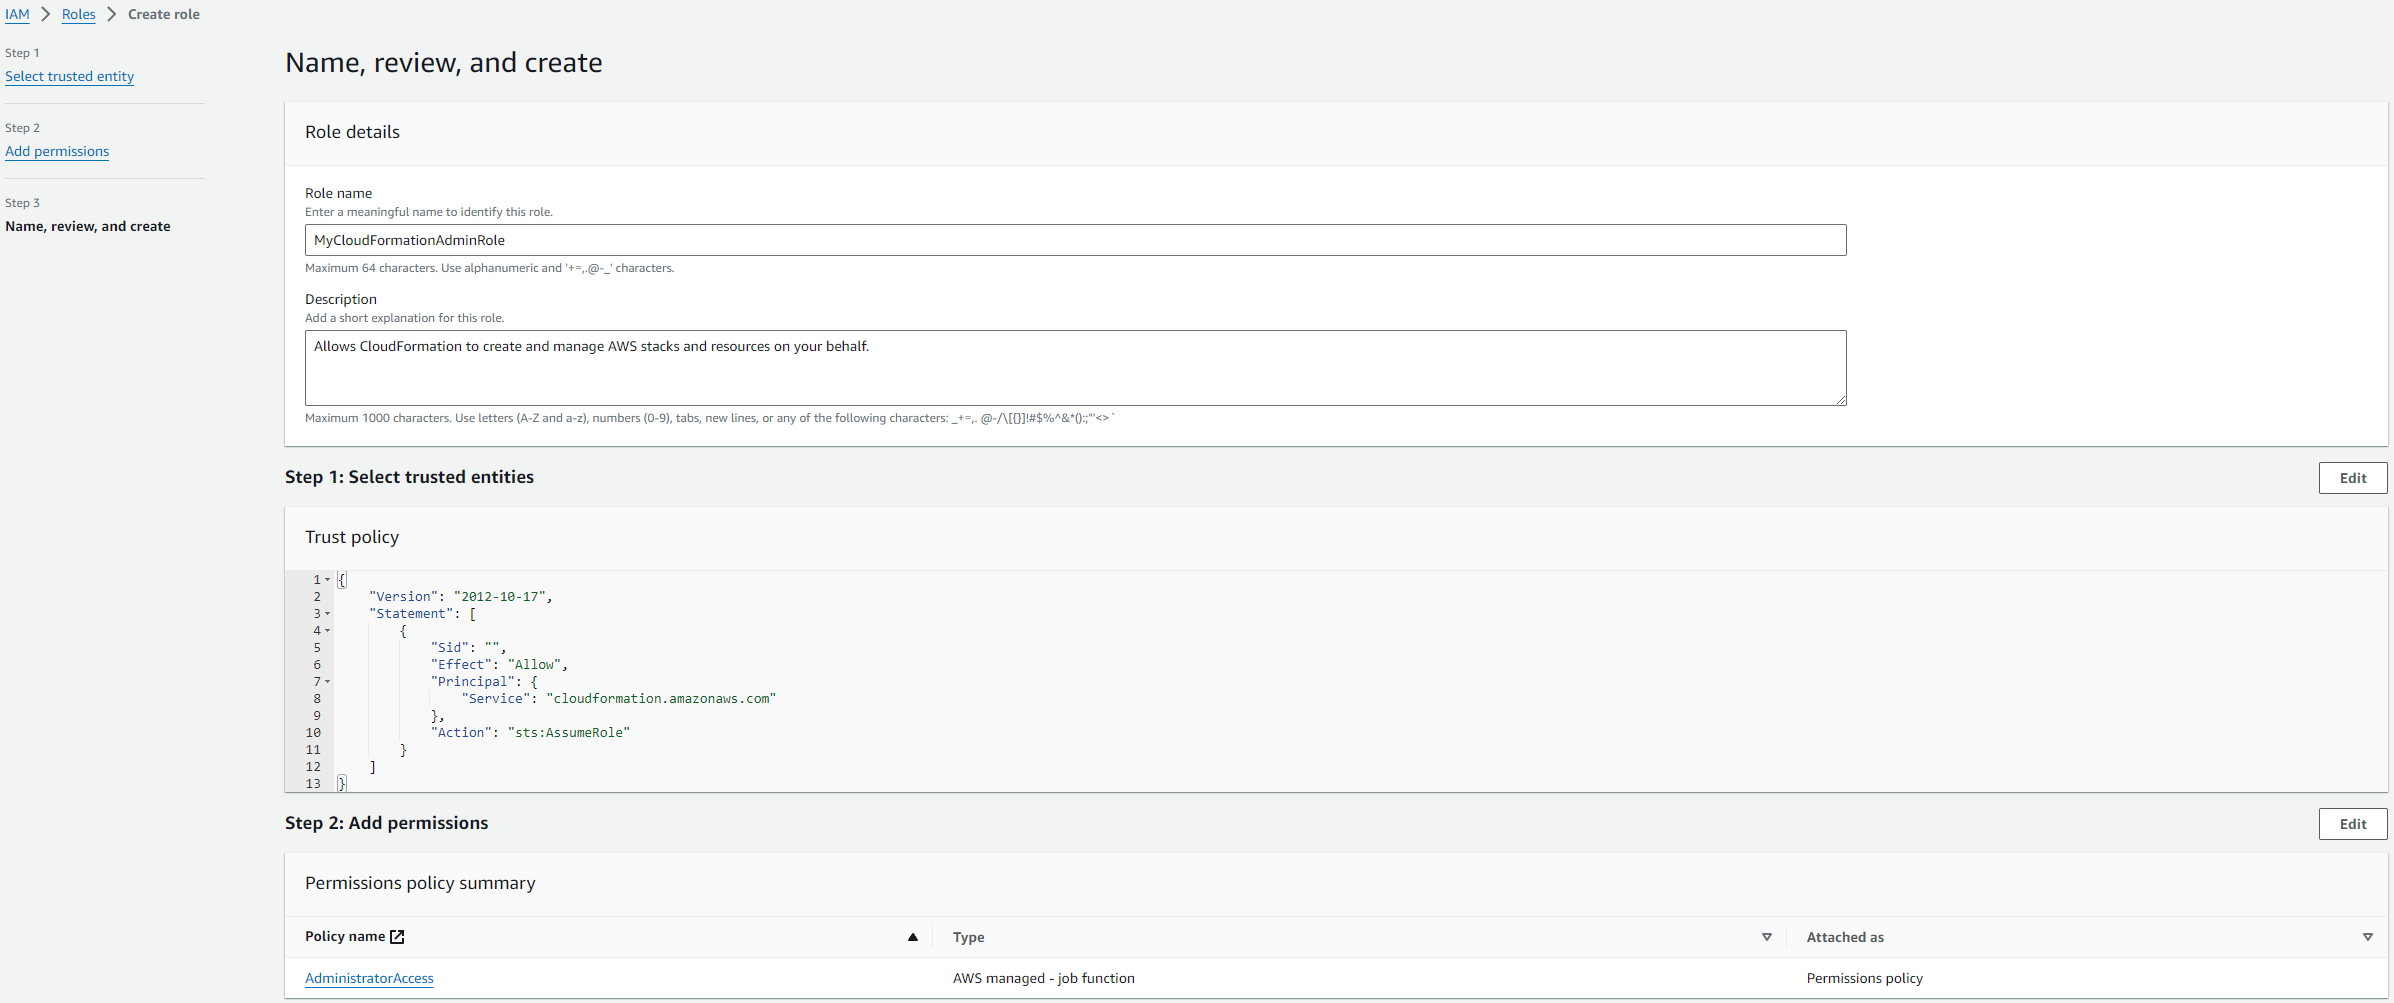 IAM > Roles > Create role
Step 1
Select trusted entity
Step 2
Add permissions
Step 3
Name, review, and create
Name, review, and create
Role details
Role name
Enter a meaningful name to identify this role.
MyCloudFormationAdminRole
Maximum 64 characters. Use alphanumeric and '+=,.@-_' characters.
Description
Add a short explanation for this role.
Allows CloudFormation to create and manage AWS stacks and resources on your behalf.
Maximum 1000 characters. Use letters (A-Z and a-z), numbers (0-9), tabs, new lines, or any of the following characters: _+=,. @-/\[{}]!#$%^&*();:"'<>`
Step 1: Select trusted entities
Edit
Trust policy
1 {
2     "Version": "2012-10-17",
3     "Statement": [
4         {
5             "Sid": "",
6             "Effect": "Allow",
7             "Principal": {
8                 "Service": "cloudformation.amazonaws.com"
9             },
10             "Action": "sts:AssumeRole"
11         }
12     ]
13 }
Step 2: Add permissions
Edit
Permissions policy summary
Policy name Type Attached as
AdministratorAccess AWS managed - job function Permissions policy